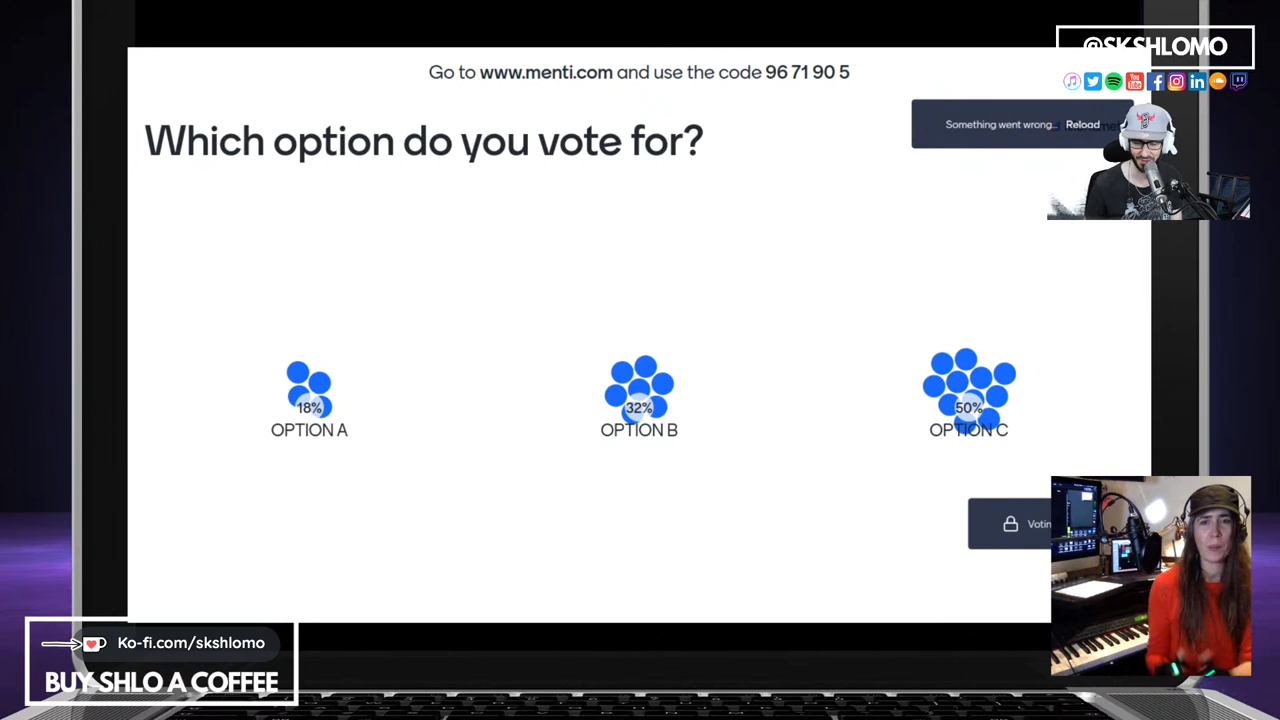 @SKSHLOMO
Go to www.menti.com and use the code 96 71 90 5
Something went wrong... Reload
Which option do you vote for?
18%
32%
50%
OPTION A
OPTION B
OPTION C
Ko-fi.com/skshlomo
BUY SHLO A COFFEE